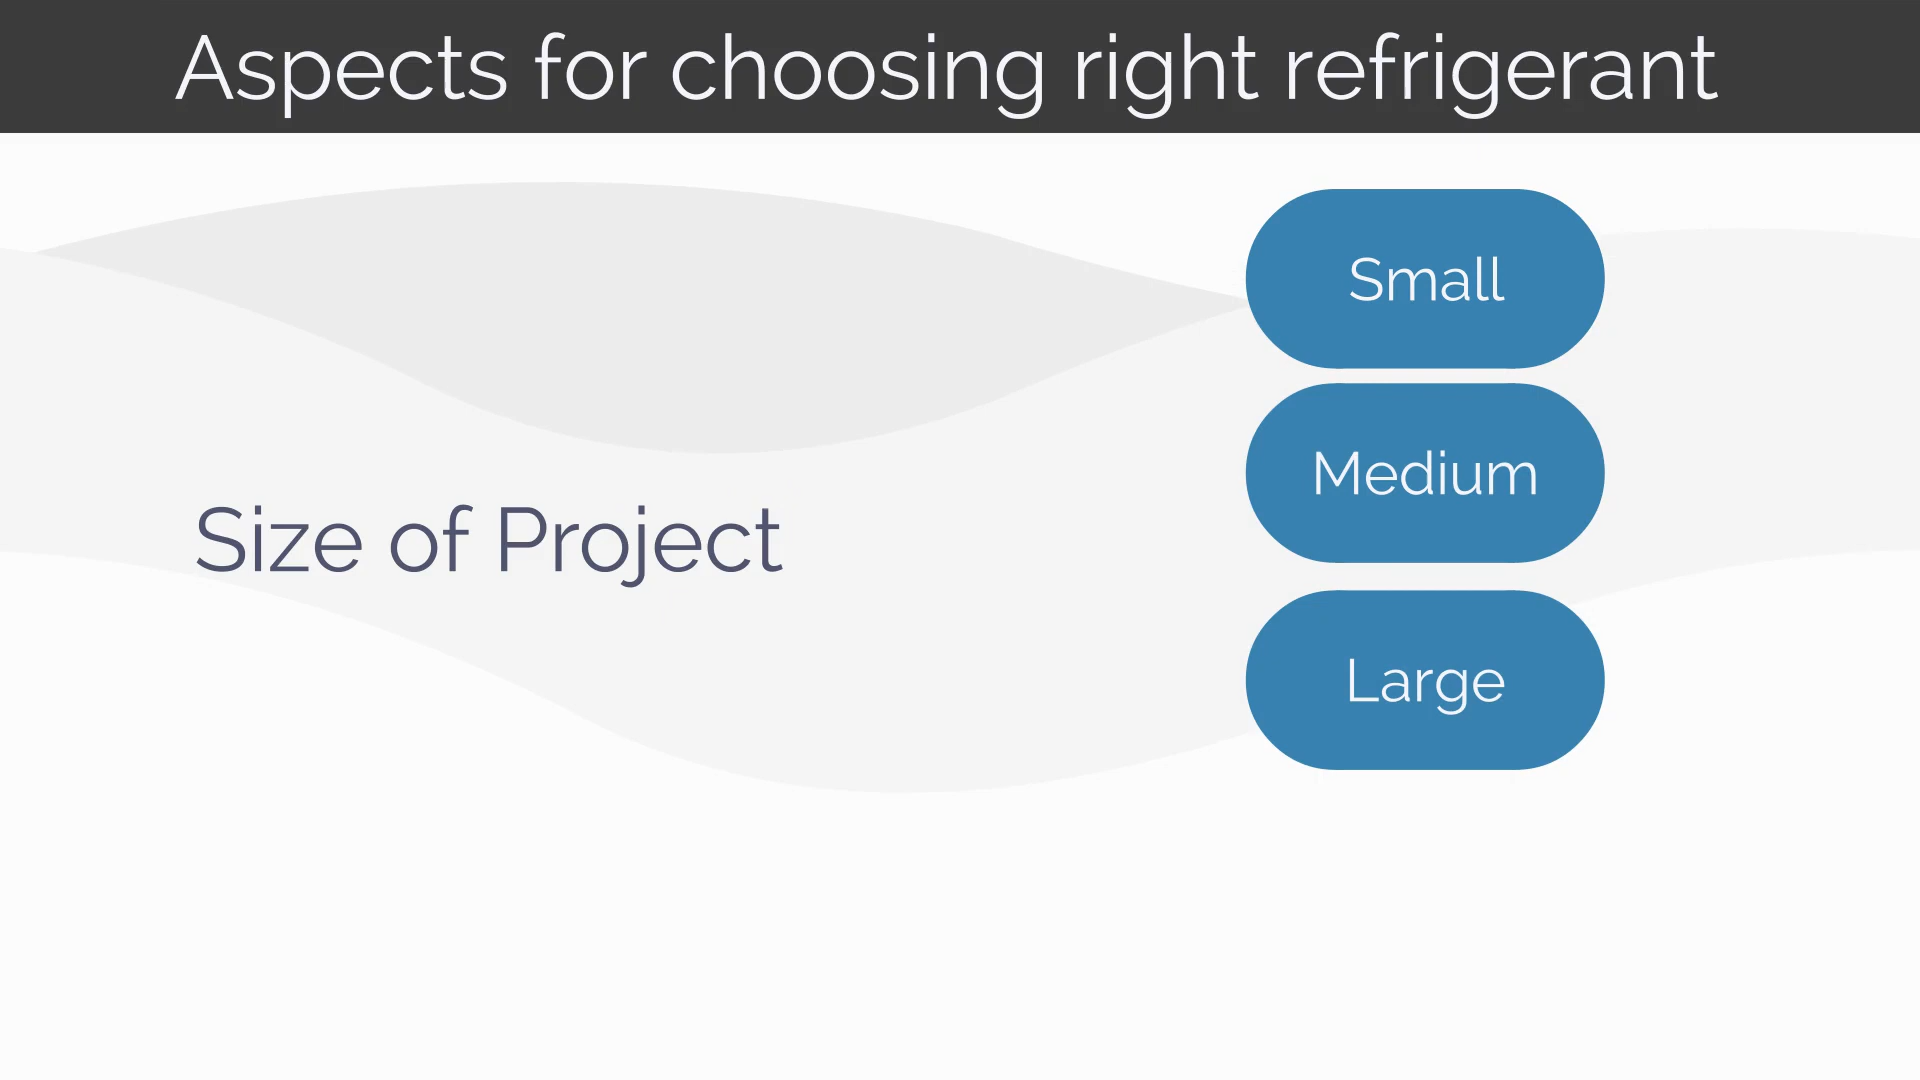 Aspects for choosing right refrigerant
Small
Medium
Size of Project
Large